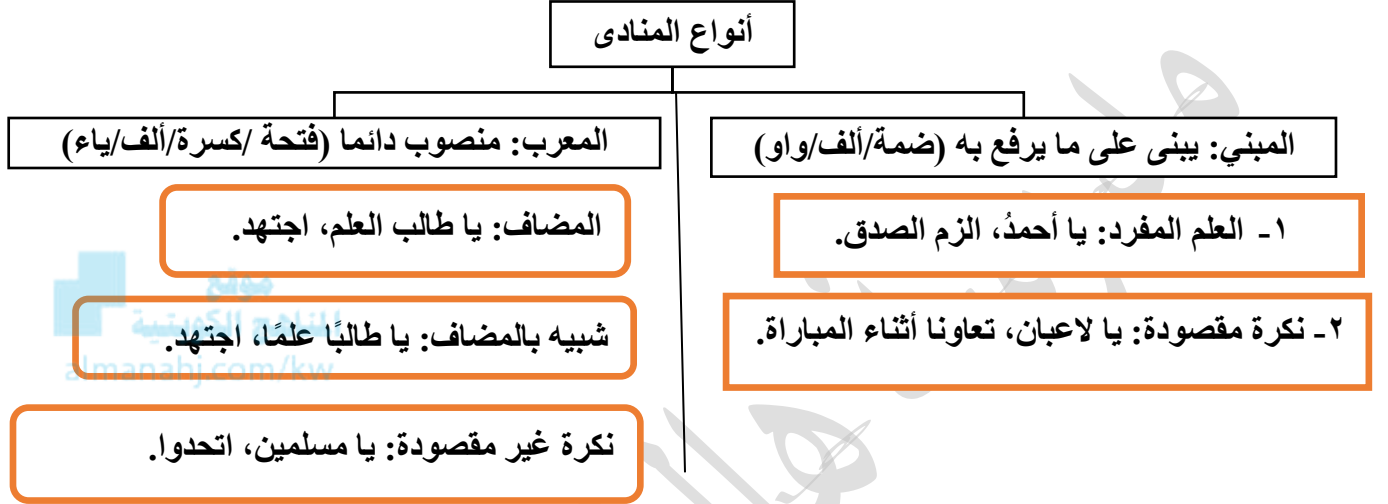 أنواع المنادى
المبني: يبنى على ما يرفع به (ضمة/ألف/واو)
١- العلم المفرد: يا أحمدُ، الزم الصدق.
٢- نكرة مقصودة: يا لاعبان، تعاونا أثناء المباراة.
المعرب: منصوب دائما (فتحة /كسرة/ألف/ياء)
المضاف: يا طالب العلم، اجتهد.
شبيه بالمضاف: يا طالبًا علمًا، اجتهد.
نكرة غير مقصودة: يا مسلمين، اتحدوا.
موقع
المناهج الكويتية
almanahj.com/kw